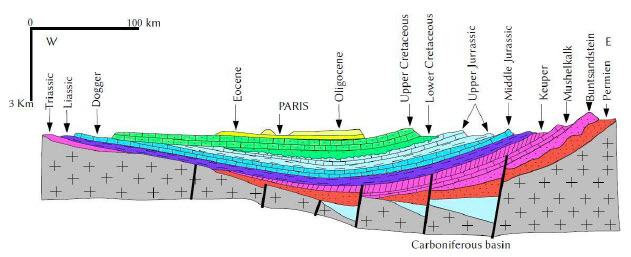 0
100 km
W
E
3 Km
Triassic
Liassic
Dogger
Eocene
PARIS
Oligocene
Upper Cretaceous
Lower Cretaceous
Upper Jurrassic
Middle Jurassic
Keuper
Mushelkalk
Buntsandstein
Permien
Carboniferous basin